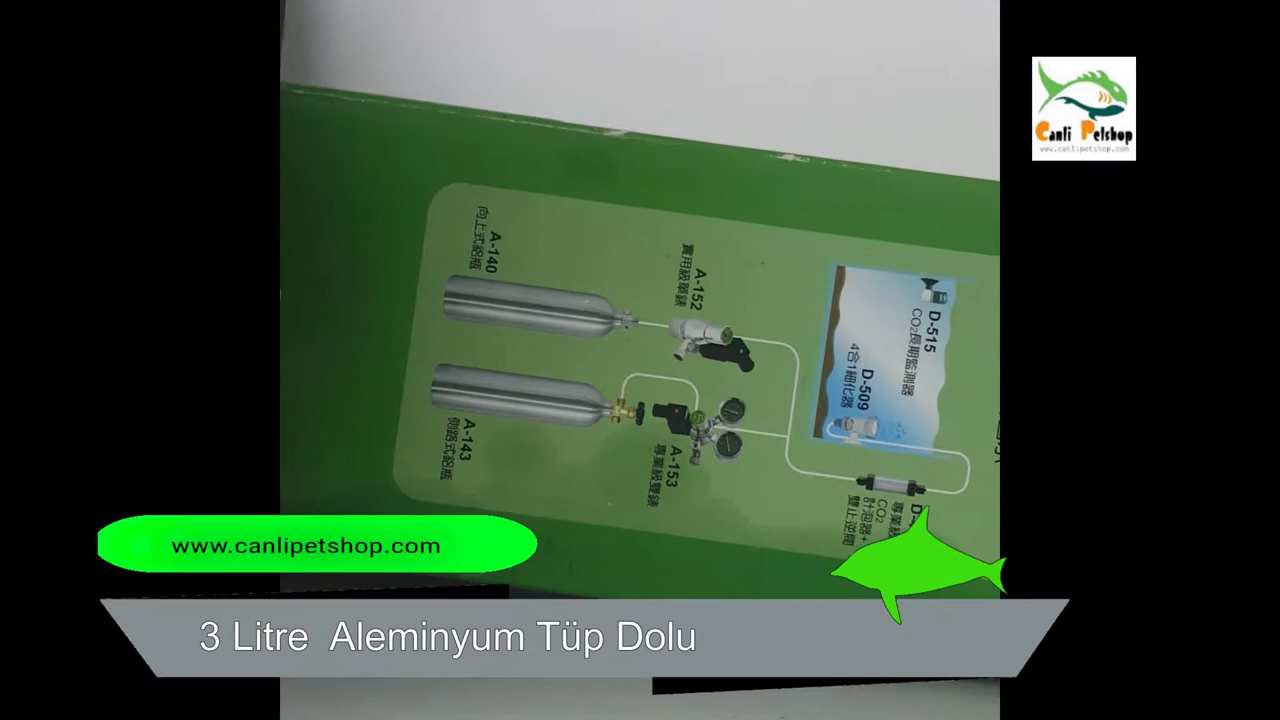 Canli Petshop
www.canlipetshop.com
A-140
向上式鋁瓶
A-152
實用級單錶
D-515
CO2長期監測器
D-509
4合1細化器
A-143
側路式鋁瓶
A-153
專業級雙錶
專業級
CO2
計泡器+
雙止逆閥
www.canlipetshop.com
3 Litre Aleminyum Tüp Dolu